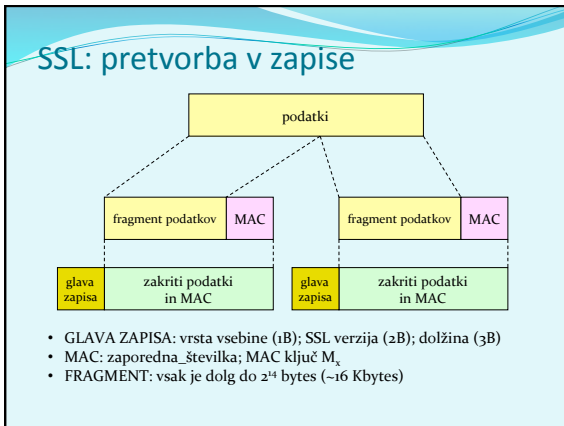 SSL: pretvorba v zapise
podatki
fragment podatkov MAC fragment podatkov MAC
glava zapisa zakriti podatki in MAC glava zapisa zakriti podatki in MAC
• GLAVA ZAPISA: vrsta vsebine (1B); SSL verzija (2B); dolžina (3B)
• MAC: zaporedna_številka; MAC ključ Mₓ
• FRAGMENT: vsak je dolg do 2¹⁴ bytes (~16 Kbytes)